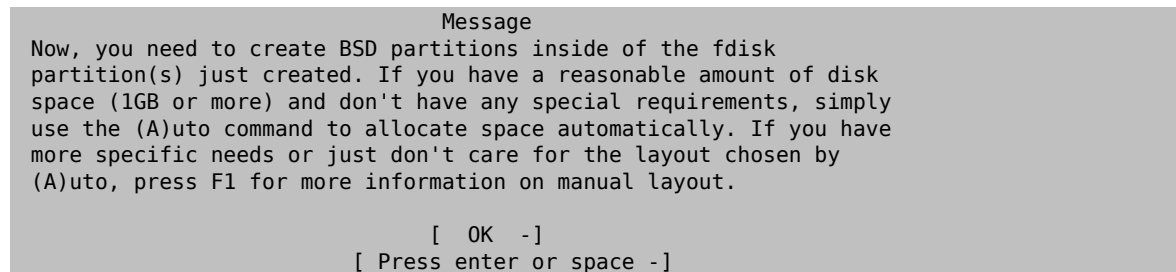 Message
Now, you need to create BSD partitions inside of the fdisk
partition(s) just created. If you have a reasonable amount of disk
space (1GB or more) and don't have any special requirements, simply
use the (A)uto command to allocate space automatically. If you have
more specific needs or just don't care for the layout chosen by
(A)uto, press F1 for more information on manual layout.
[ OK -]
[ Press enter or space -]